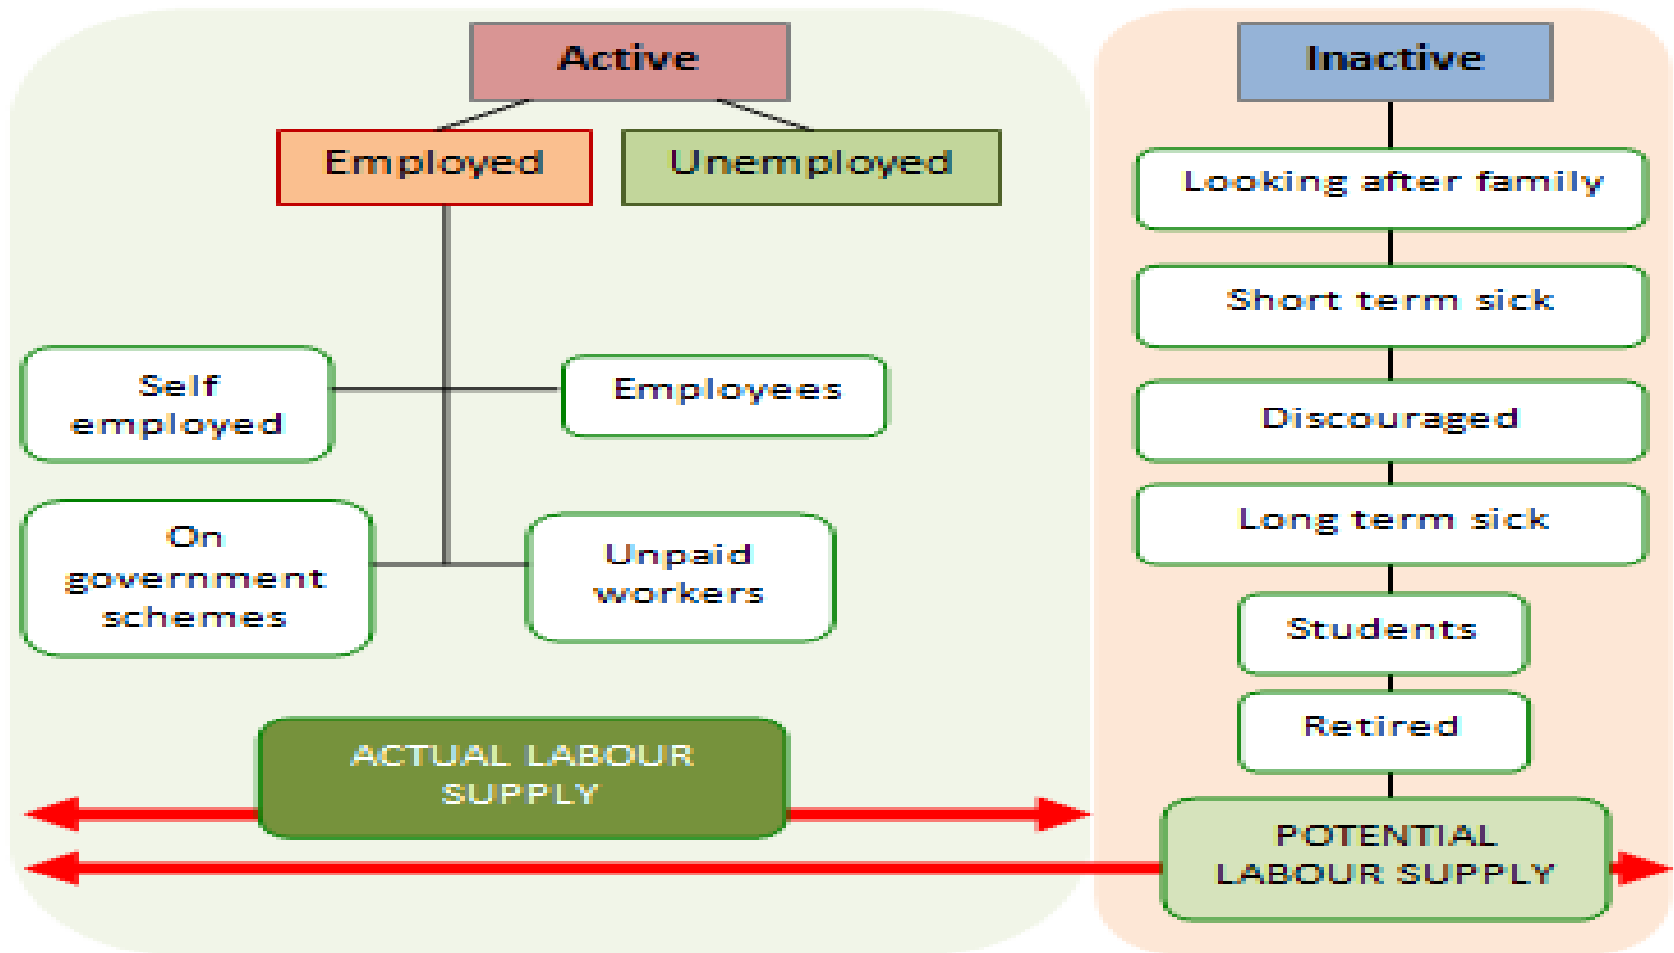 Active
Employed
Unemployed
Self
employed
Employees
On
government
schemes
Unpaid
workers
ACTUAL LABOUR
SUPPLY
Inactive
Looking after family
Short term sick
Discouraged
Long term sick
Students
Retired
POTENTIAL
LABOUR SUPPLY